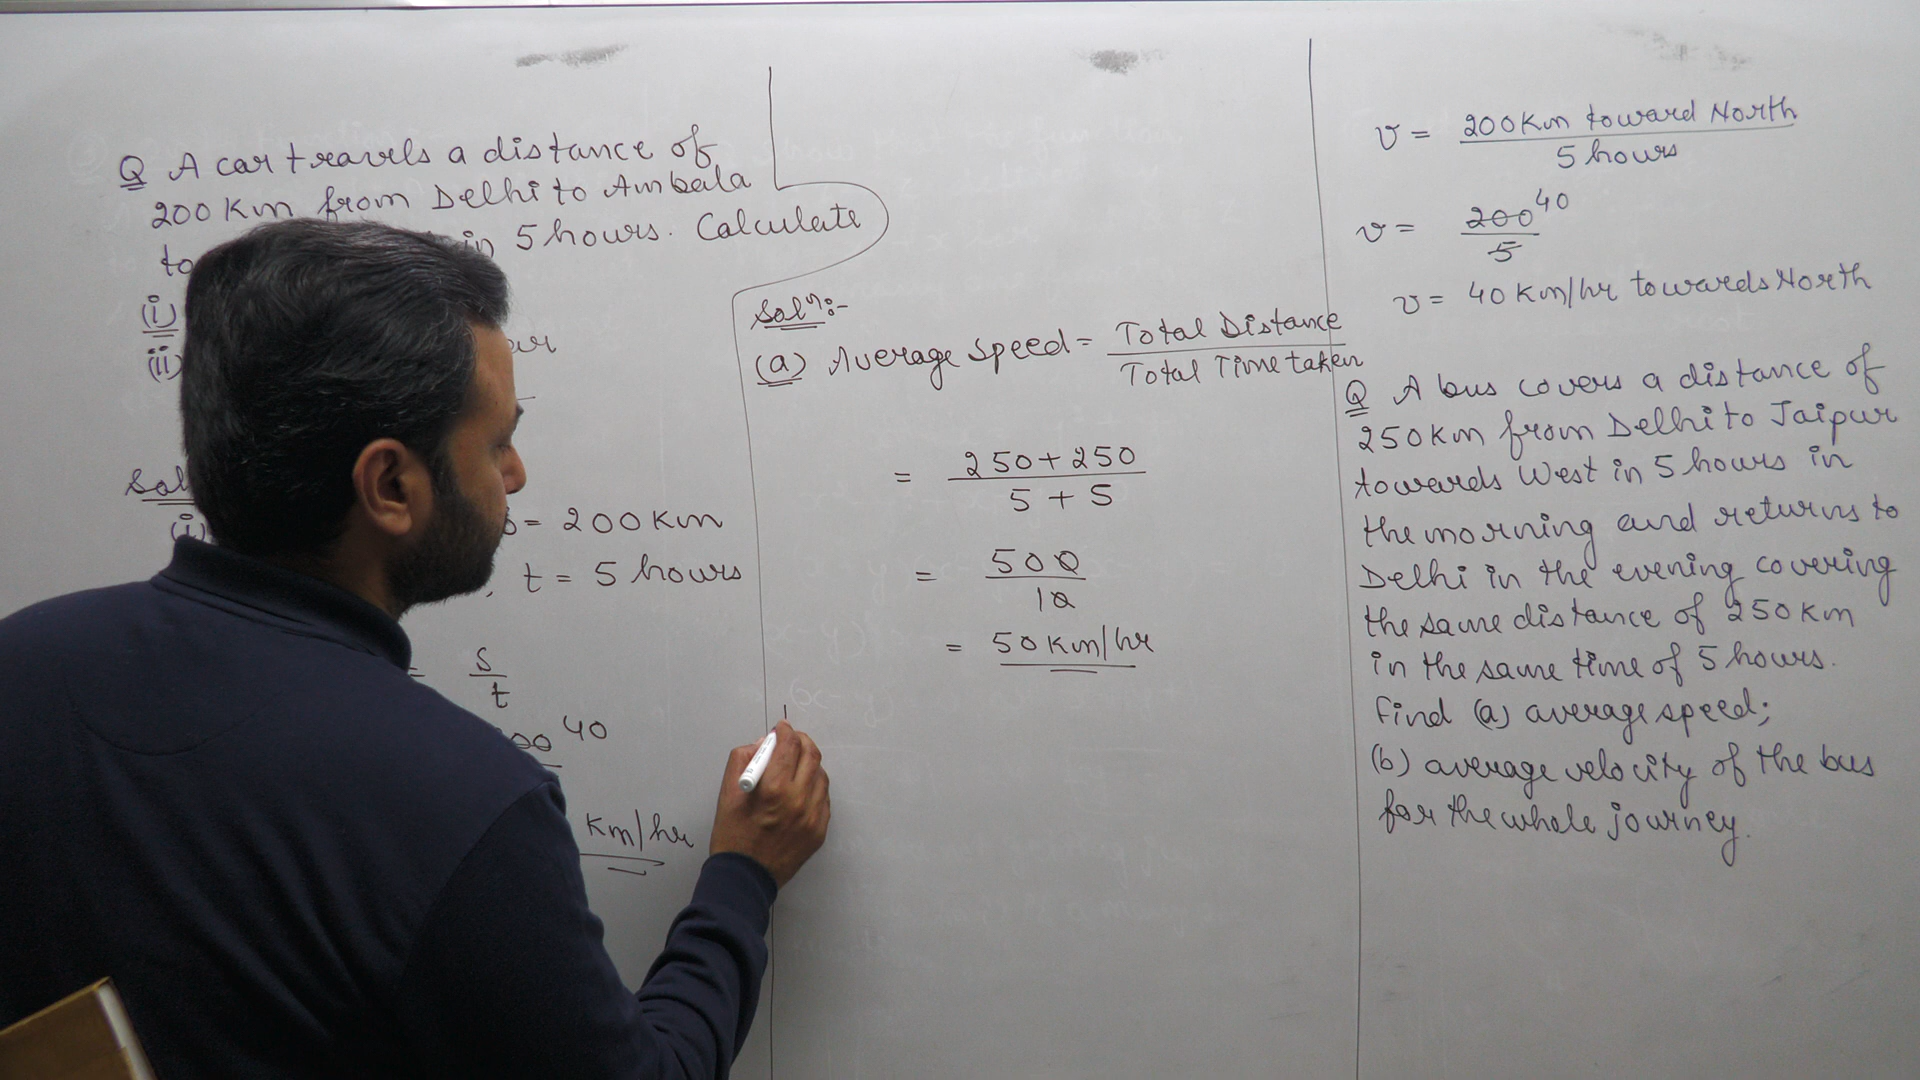 Q A car travels a distance of
200 Km from Delhi to Ambala
to in 5 hours. Calculate
(i)
(ii)
Sol
(i) = 200 Km
t = 5 hours
= s/t
40
Km/hr
Solⁿ:-
(a) Average speed = Total Distance / Total Time taken
= 250 + 250 / 5 + 5
= 500 / 10
= 50 Km/hr
v = 200 Km toward North / 5 hours
v = 200 40 / 5
v = 40 Km/hr towards North
Q A bus covers a distance of
250 Km from Delhi to Jaipur
towards West in 5 hours in
the morning and returns to
Delhi in the evening covering
the same distance of 250 Km
in the same time of 5 hours.
Find (a) average speed;
(b) average velocity of the bus
for the whole journey.